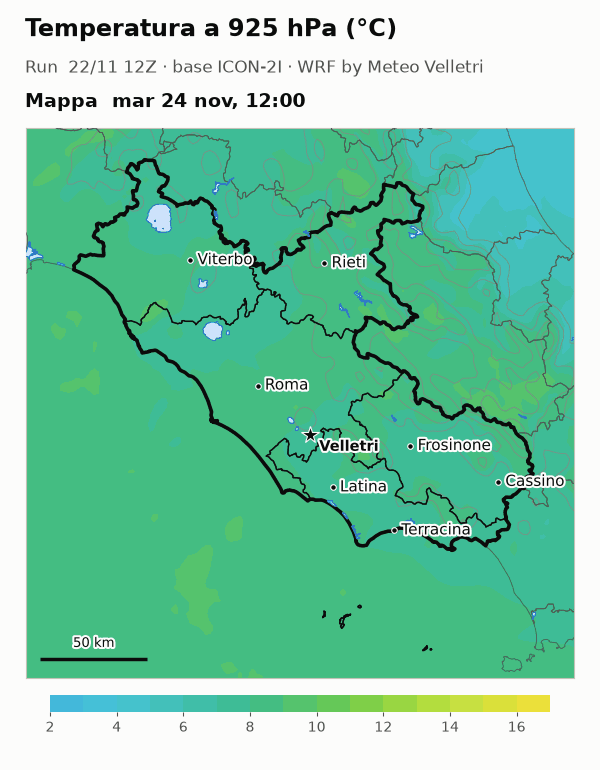 Temperatura a 925 hPa (°C)
Run 22/11 12Z · base ICON-2I · WRF by Meteo Velletri
Mappa mar 24 nov, 12:00
Viterbo
Rieti
Roma
Velletri
Frosinone
Latina
Cassino
Terracina
50 km
2 4 6 8 10 12 14 16